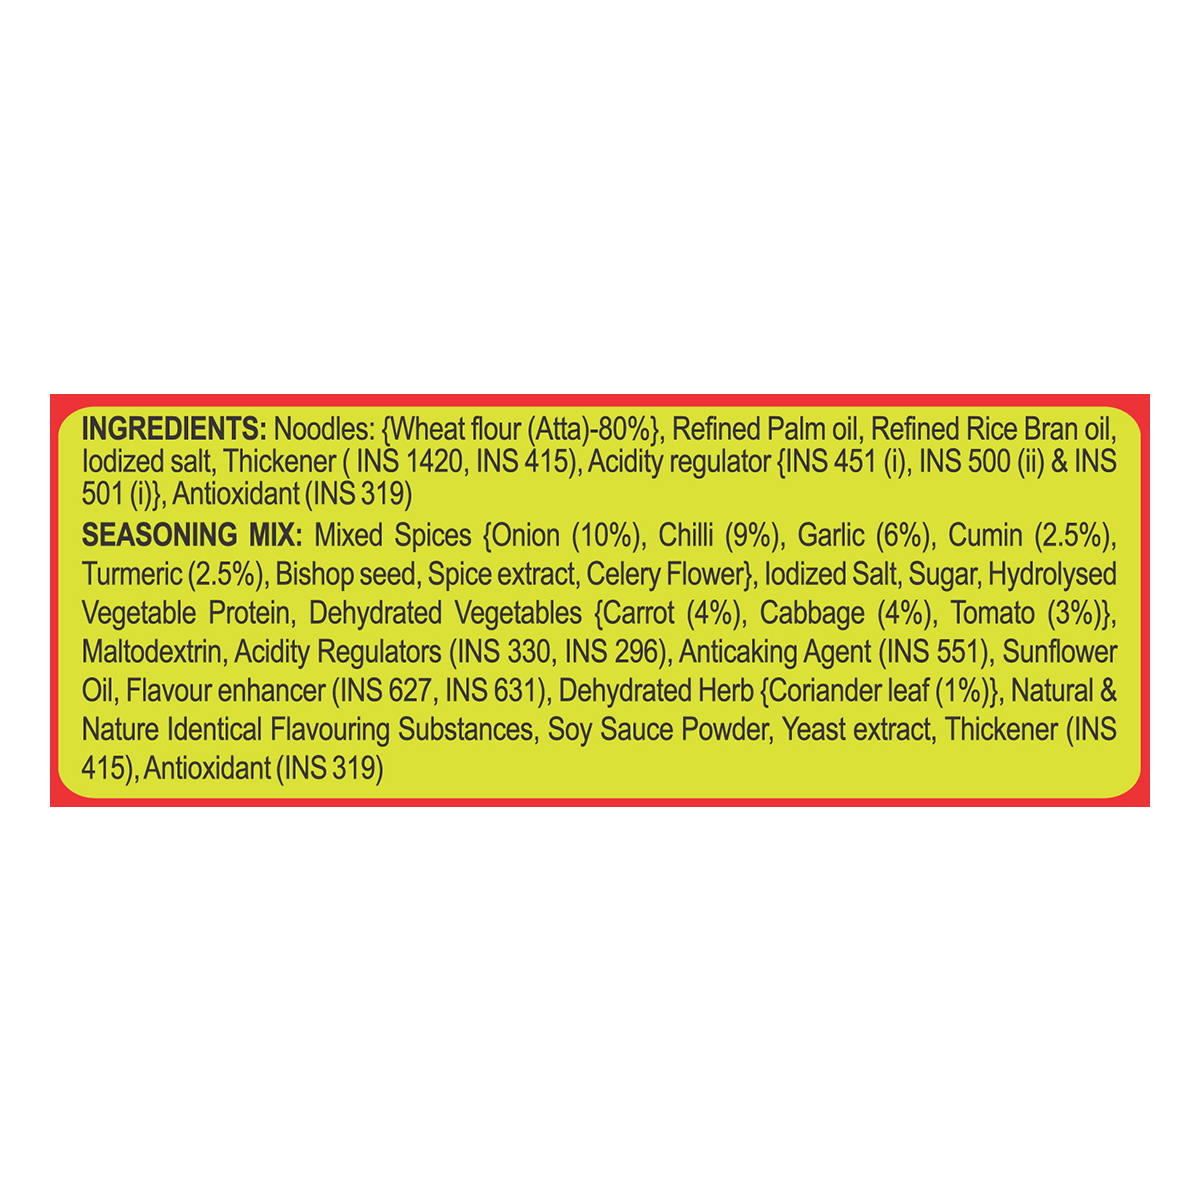 INGREDIENTS: Noodles: {Wheat flour (Atta)-80%}, Refined Palm oil, Refined Rice Bran oil,
Iodized salt, Thickener ( INS 1420, INS 415), Acidity regulator {INS 451 (i), INS 500 (ii) & INS
501 (i)}, Antioxidant (INS 319)
SEASONING MIX: Mixed Spices {Onion (10%), Chilli (9%), Garlic (6%), Cumin (2.5%),
Turmeric (2.5%), Bishop seed, Spice extract, Celery Flower}, Iodized Salt, Sugar, Hydrolysed
Vegetable Protein, Dehydrated Vegetables {Carrot (4%), Cabbage (4%), Tomato (3%)},
Maltodextrin, Acidity Regulators (INS 330, INS 296), Anticaking Agent (INS 551), Sunflower
Oil, Flavour enhancer (INS 627, INS 631), Dehydrated Herb {Coriander leaf (1%)}, Natural &
Nature Identical Flavouring Substances, Soy Sauce Powder, Yeast extract, Thickener (INS
415), Antioxidant (INS 319)